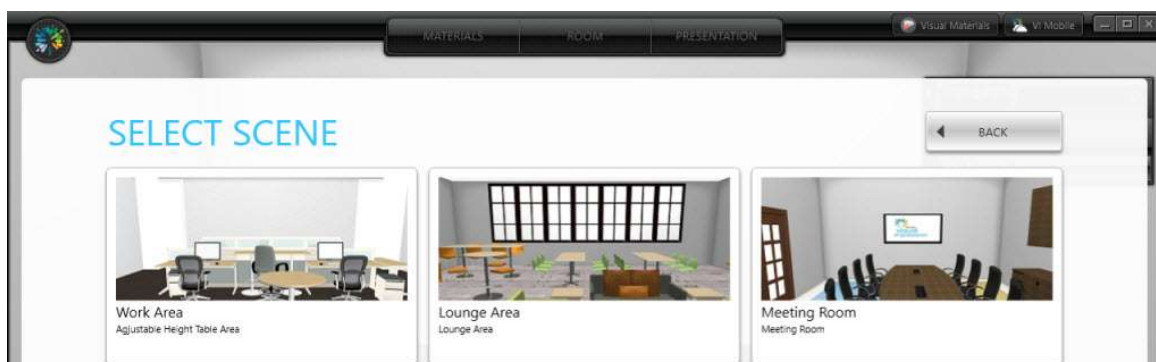 MATERIALS
ROOM
PRESENTATION
Visual Materials
VI Mobile
SELECT SCENE
BACK
Work Area
Agjustable Height Table Area
Lounge Area
Lounge Area
Meeting Room
Meeting Room